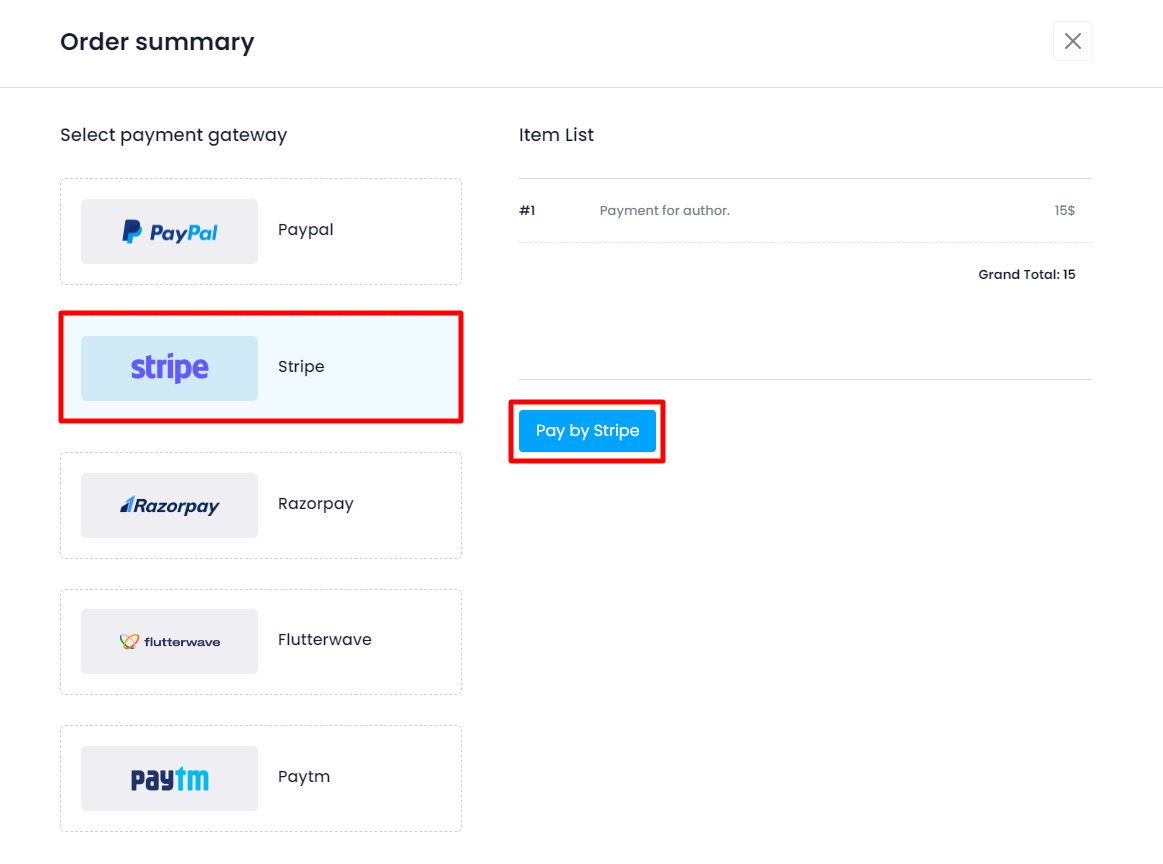 Order summary
Select payment gateway
PayPal
Paypal
stripe
Stripe
Razorpay
Razorpay
flutterwave
Flutterwave
paytm
Paytm
Item List
#1 Payment for author. 15$
Grand Total: 15
Pay by Stripe